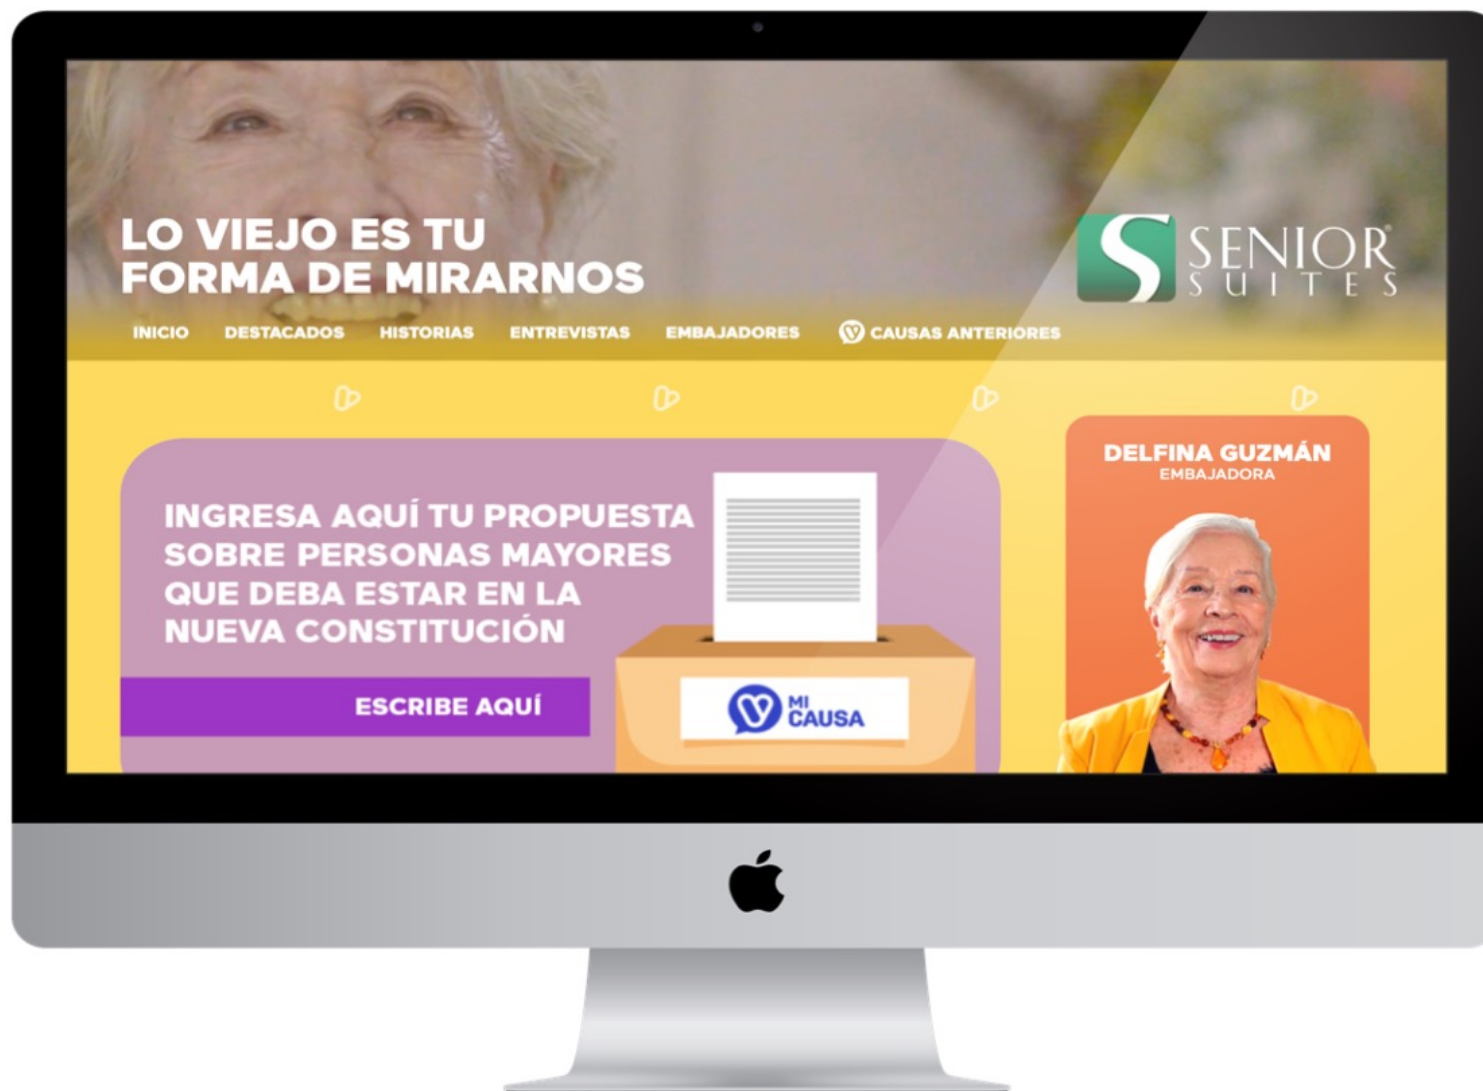 LO VIEJO ES TU
FORMA DE MIRARNOS
SENIOR®
SUITES
INICIO DESTACADOS HISTORIAS ENTREVISTAS EMBAJADORES CAUSAS ANTERIORES
INGRESA AQUÍ TU PROPUESTA
SOBRE PERSONAS MAYORES
QUE DEBA ESTAR EN LA
NUEVA CONSTITUCIÓN
ESCRIBE AQUÍ
MI
CAUSA
DELFINA GUZMÁN
EMBAJADORA